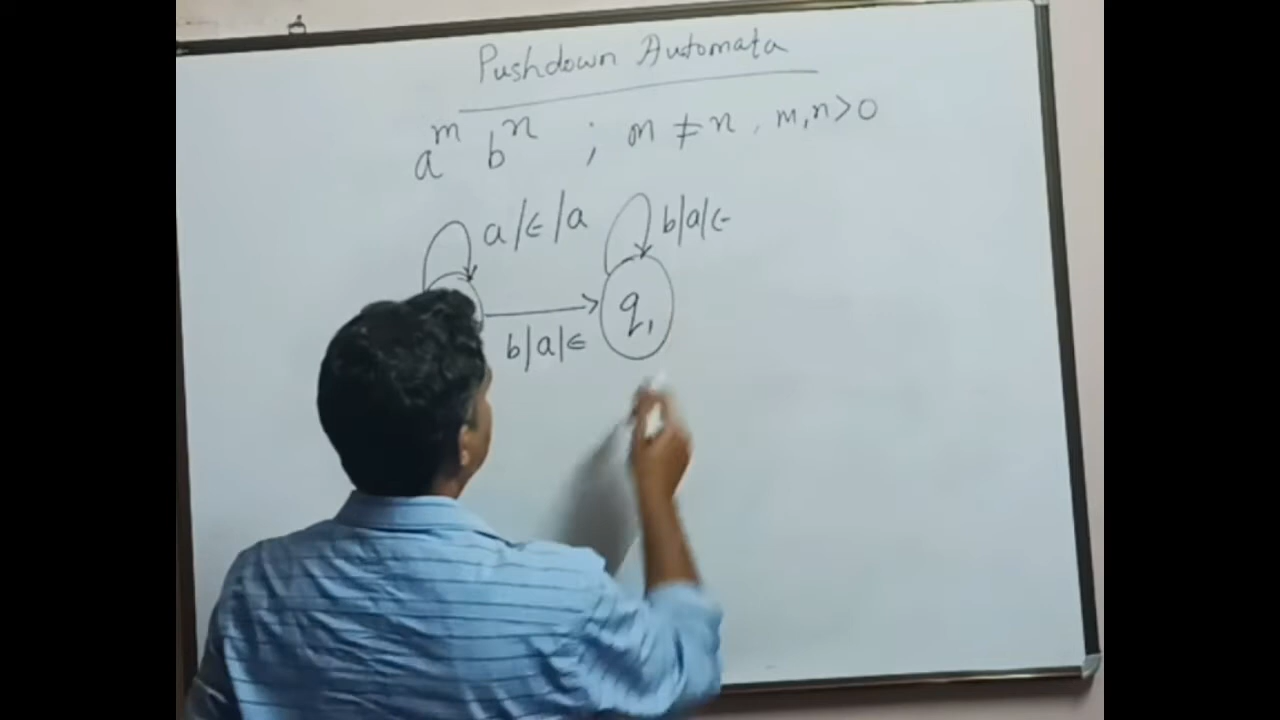 Pushdown Automata
a^m b^n ; m ≠ n, m,n>0
a/ε/a b|a|ε
q₁
b|a|ε